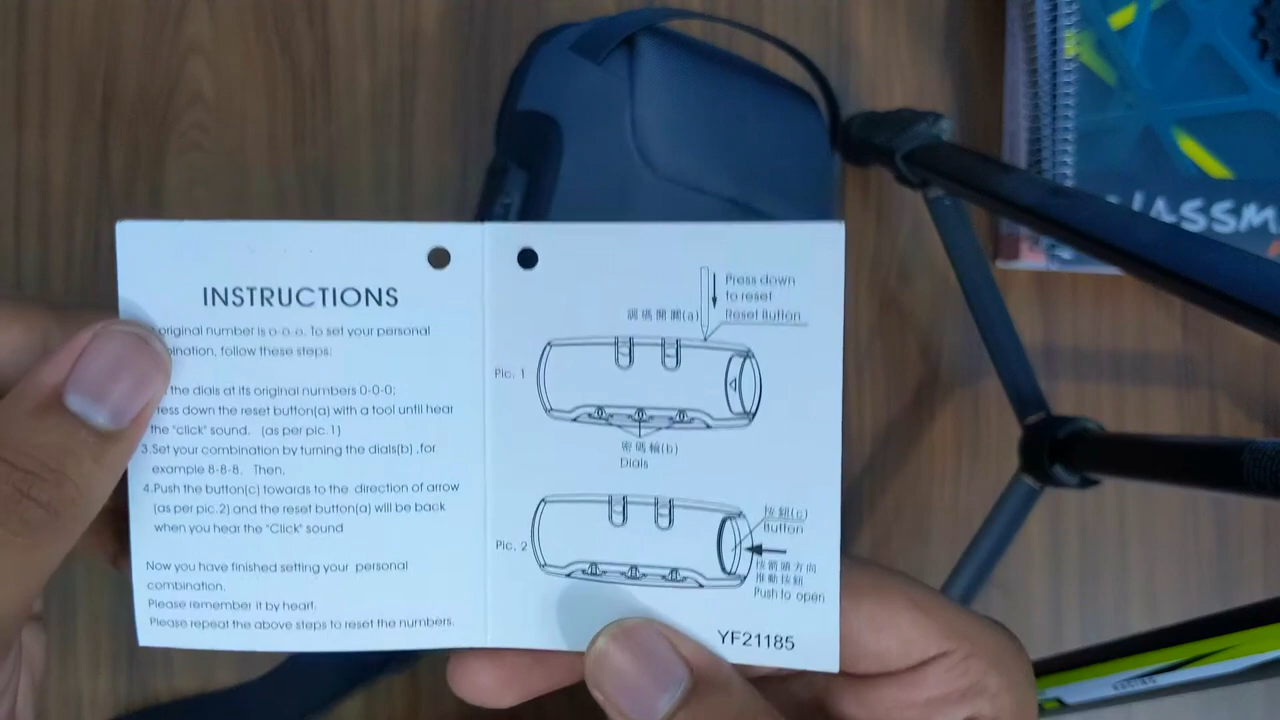 INSTRUCTIONS
original number is o-o-o. To set your personal
follow these steps:
the dials at its original numbers 0-0-0;
down the reset button(a) with a tool until hear
the "click" sound. (as per pic.1)
3.Set your combination by turning the dials(b) .for
example 8-8-8. Then,
4.Push the button(c) towards to the direction of arrow
(as per pic.2) and the reset button(a) will be back
when you hear the "Click" sound
Now you have finished setting your personal
combination.
Please remember it by heart.
Please repeat the above steps to reset the numbers.
Press down
to reset
調碼開關(a) Reset Button
Pic. 1
密碼輪(b)
Dials
按鈕(c)
Button
Pic. 2
按箭頭方向
推動按鈕
Push to open
YF21185